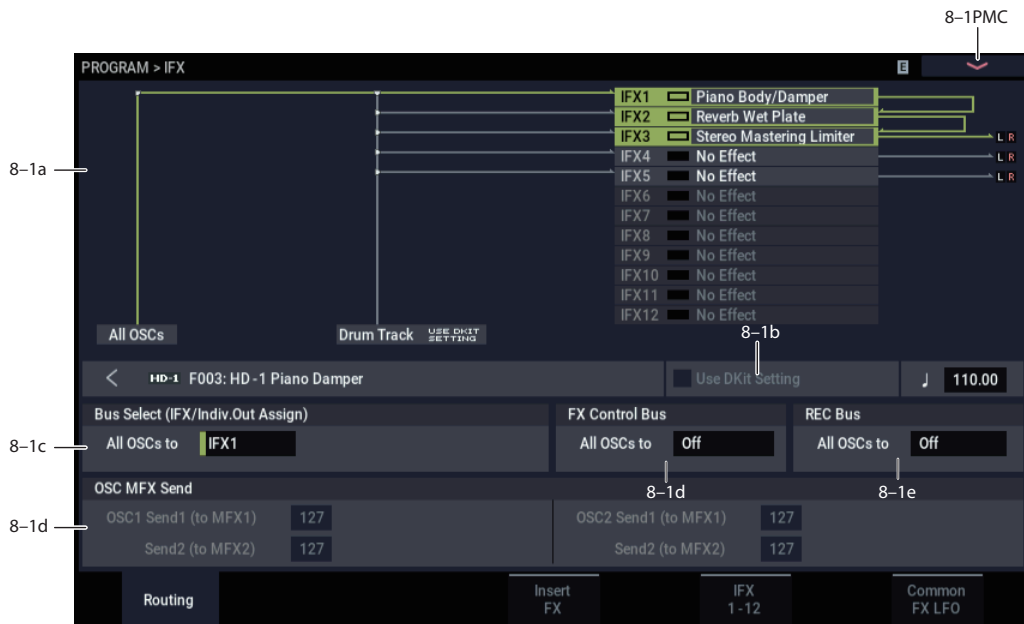 8–1PMC
PROGRAM > IFX
E
IFX1 Piano Body/Damper
IFX2 Reverb Wet Plate
IFX3 Stereo Mastering Limiter L R
8–1a
IFX4 No Effect L R
IFX5 No Effect L R
IFX6 No Effect
IFX7 No Effect
IFX8 No Effect
IFX9 No Effect
IFX10 No Effect
IFX11 No Effect
IFX12 No Effect
All OSCs
Drum Track USE DKIT SETTING
8–1b
HD-1 F003: HD-1 Piano Damper
Use DKit Setting
♩ 110.00
Bus Select (IFX/Indiv.Out Assign)
FX Control Bus
REC Bus
8–1c
All OSCs to IFX1
All OSCs to Off
All OSCs to Off
8–1d
8–1e
OSC MFX Send
8–1d
OSC1 Send1 (to MFX1) 127
OSC2 Send1 (to MFX1) 127
Send2 (to MFX2) 127
Send2 (to MFX2) 127
Routing
Insert
FX
IFX
1-12
Common
FX LFO